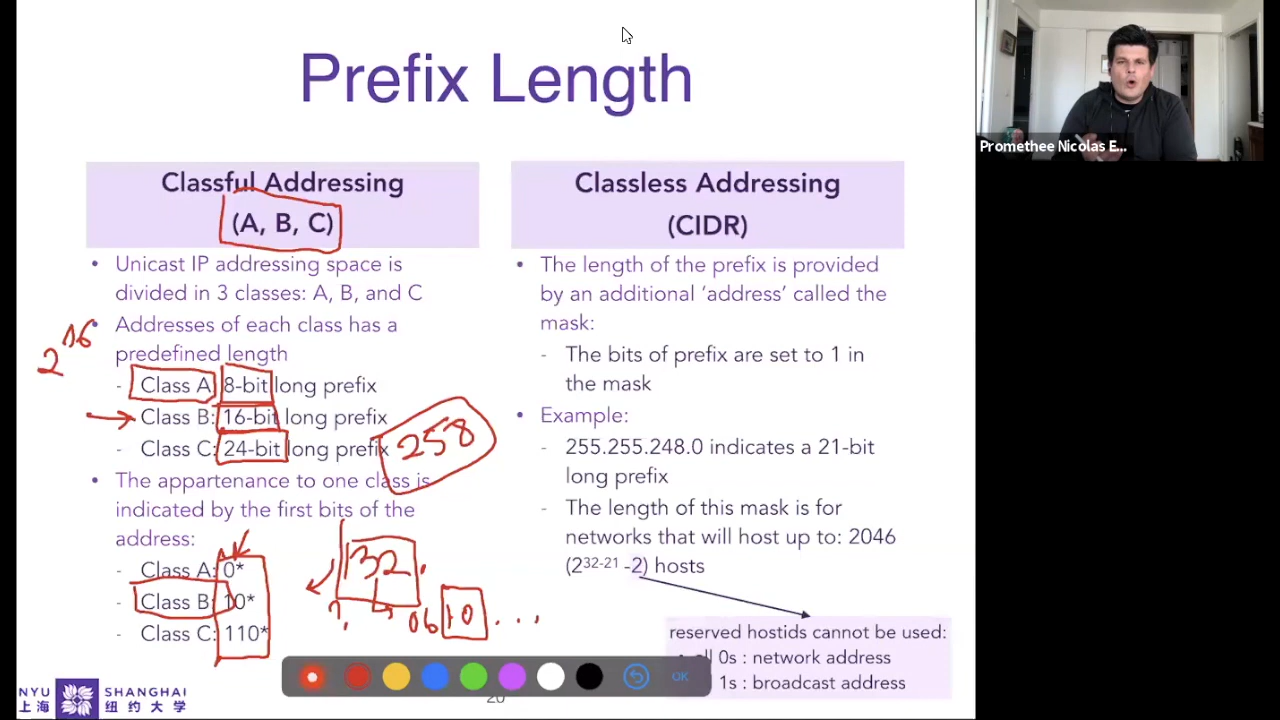 Prefix Length
Promethee Nicolas E...
Classful Addressing
(A, B, C)
• Unicast IP addressing space is
divided in 3 classes: A, B, and C
• Addresses of each class has a
predefined length
2^16
- Class A: 8-bit long prefix
- Class B: 16-bit long prefix
- Class C: 24-bit long prefix
258
• The appartenance to one class is
indicated by the first bits of the
address:
- Class A: 0*
- Class B: 10*
- Class C: 110*
132.
0b 10 ...
Classless Addressing
(CIDR)
• The length of the prefix is provided
by an additional ‘address’ called the
mask:
- The bits of prefix are set to 1 in
the mask
• Example:
- 255.255.248.0 indicates a 21-bit
long prefix
- The length of this mask is for
networks that will host up to: 2046
(2^32-21 -2) hosts
reserved hostids cannot be used:
0s : network address
1s : broadcast address
OK
20
NYU SHANGHAI
上海 纽约大学